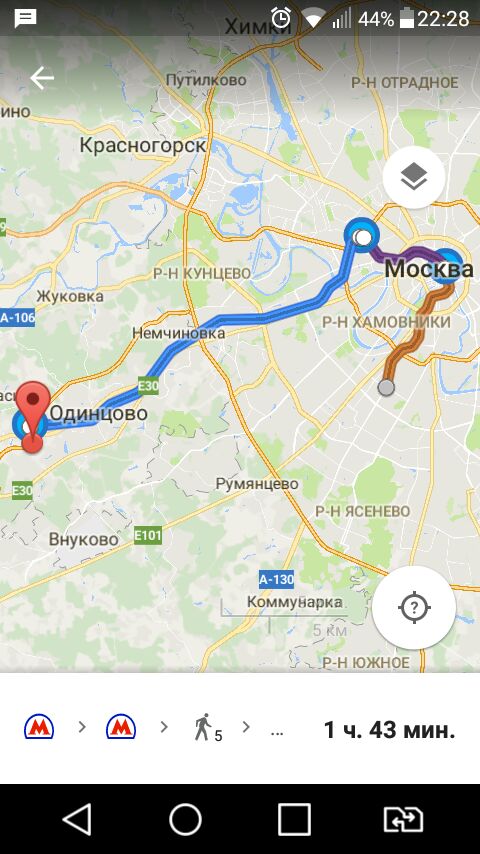 44% 22:28
Химки
Путилково
Р-Н ОТРАДНОЕ
Красногорск
Р-Н КУНЦЕВО
Москва
Жуковка
А-106
Немчиновка
Р-Н ХАМОВНИКИ
E30
Одинцово
E30
Румянцево
Р-Н ЯСЕНЕВО
Внуково
E101
А-130
Коммунарка
5 км
Р-Н ЮЖНОЕ
М > М > 5 > ... 1 ч. 43 мин.